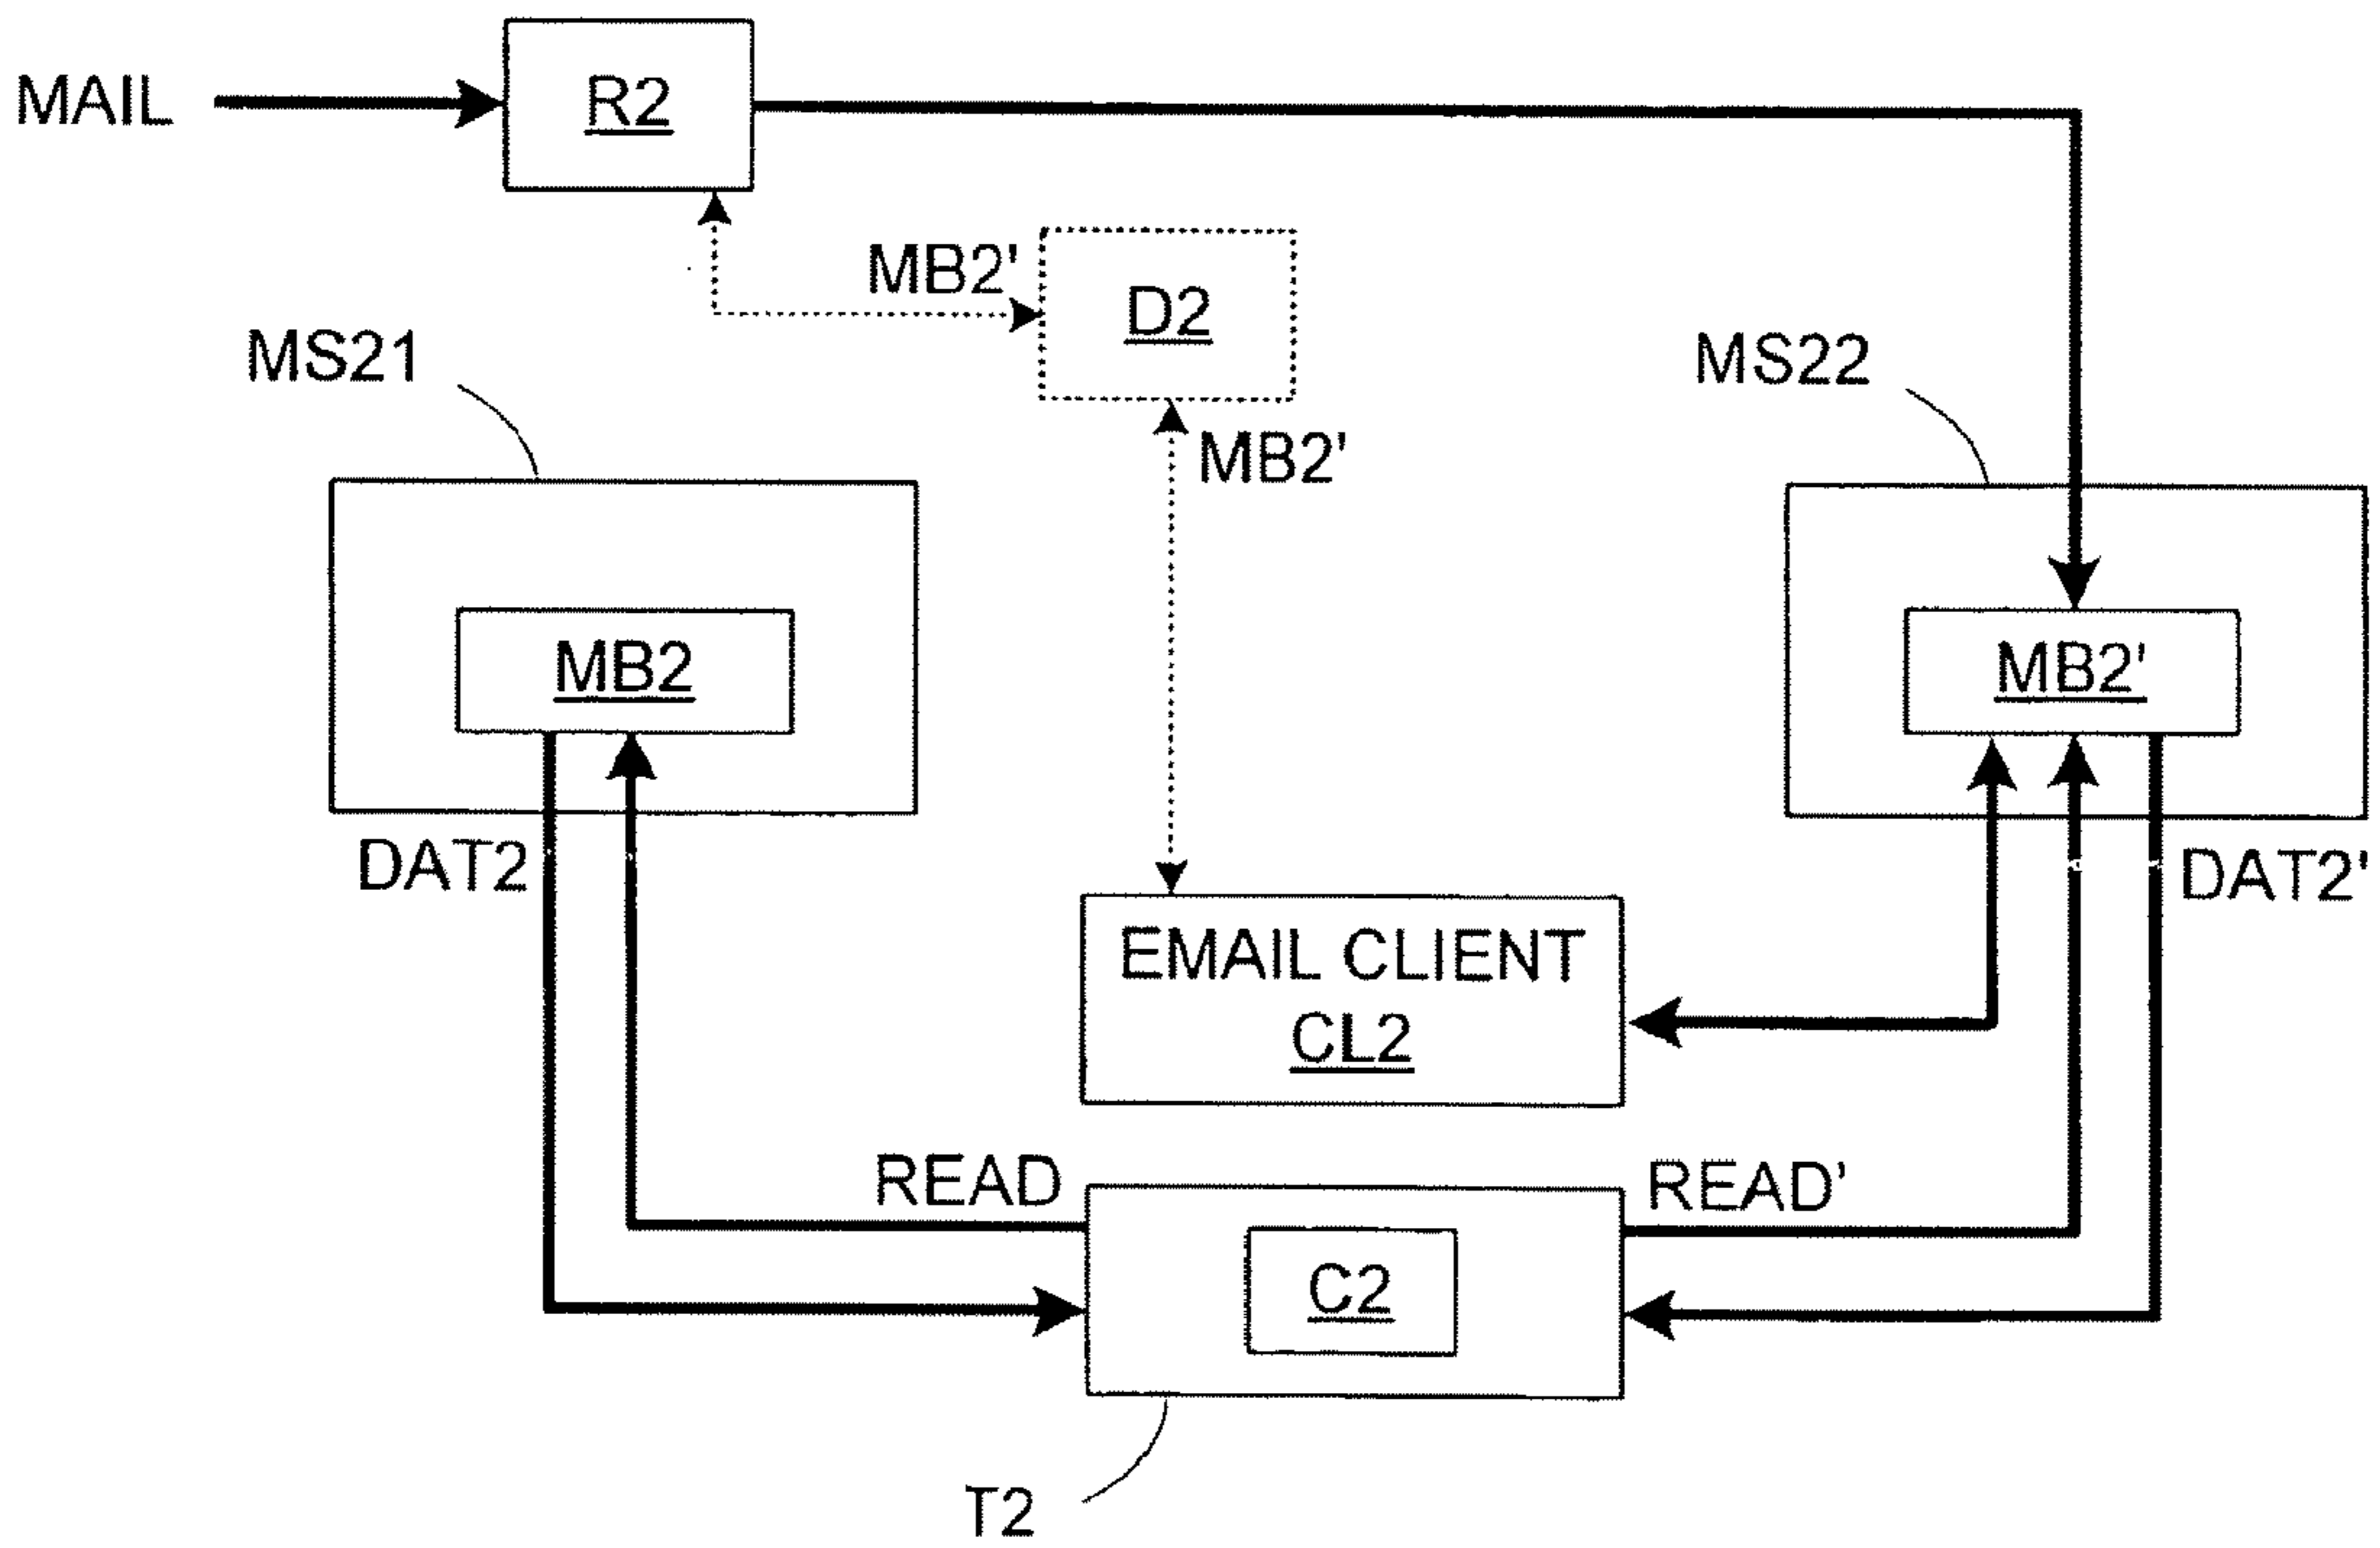 MAIL
R2
MB2'
D2
MS21
MS22
MB2'
MB2
MB2'
DAT2
DAT2'
EMAIL CLIENT
CL2
READ
READ’
C2
T2